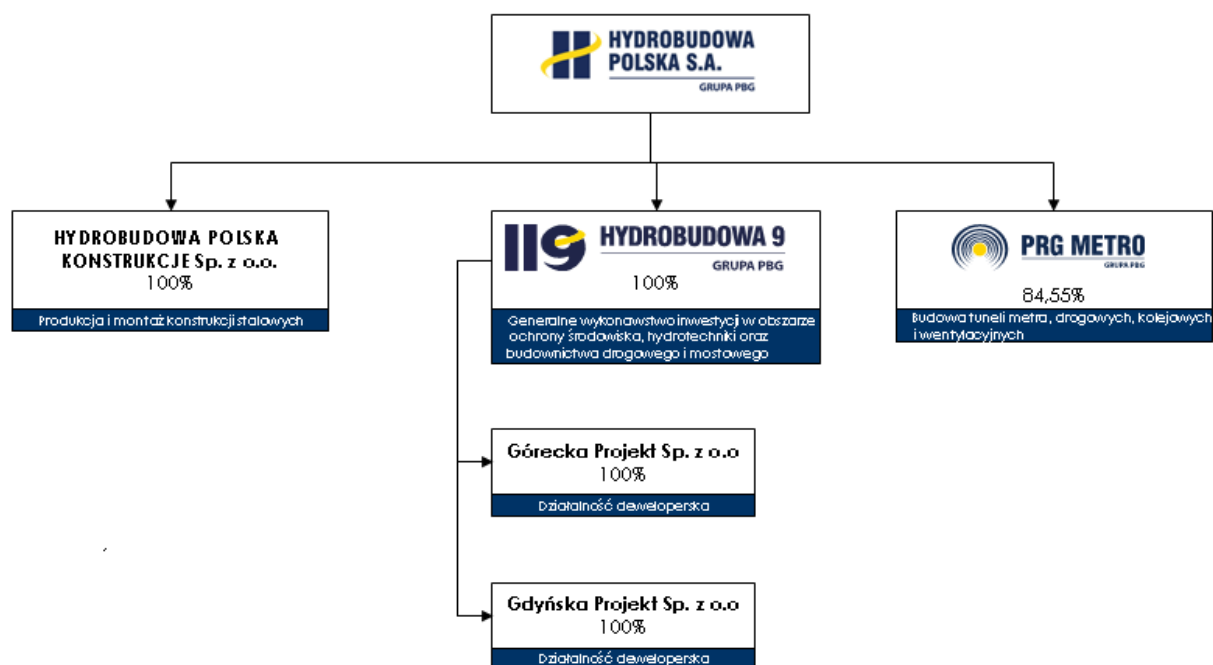 HYDROBUDOWA
POLSKA S.A.
GRUPA PBG
HYDROBUDOWA POLSKA
KONSTRUKCJE Sp. z o.o.
100%
Produkcja i montaż konstrukcji stalowych
H9 HYDROBUDOWA 9
GRUPA PBG
100%
Generalne wykonawstwo inwestycji w obszarze
ochrony środowiska, hydrotechniki oraz
budownictwa drogowego i mostowego
PRG METRO
GRUPA PBG
84,55%
Budowa tuneli metra, drogowych, kolejowych
i wentylacyjnych
Górecka Projekt Sp. z o.o
100%
Działalność deweloperska
Gdyńska Projekt Sp. z o.o
100%
Działalność deweloperska